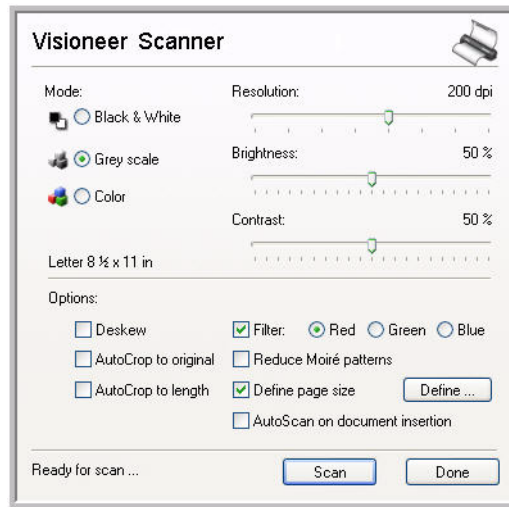 Visioneer Scanner
Mode:
Black & White
Grey scale
Color
Letter 8 ½ x 11 in
Resolution: 200 dpi
Brightness: 50 %
Contrast: 50 %
Options:
Deskew
AutoCrop to original
AutoCrop to length
Filter: Red Green Blue
Reduce Moiré patterns
Define page size Define ...
AutoScan on document insertion
Ready for scan ... Scan Done